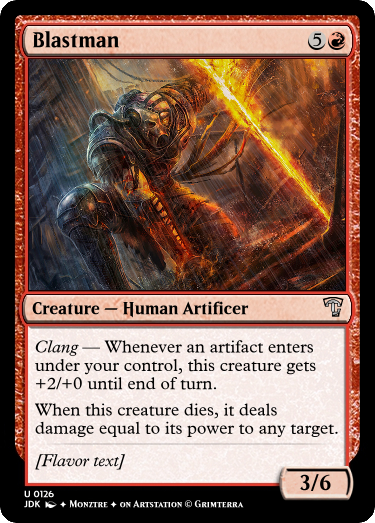 Blastman 5
Creature — Human Artificer
Clang — Whenever an artifact enters
under your control, this creature gets
+2/+0 until end of turn.
When this creature dies, it deals
damage equal to its power to any target.
[Flavor text]
3/6
U 0126
JDK ✦ Monztre ✦ on Artstation © Grimterra